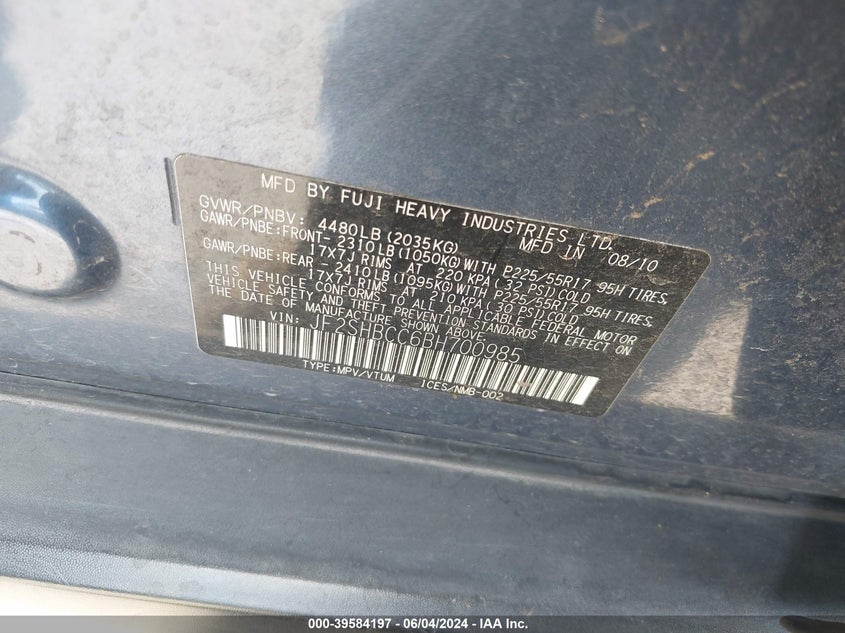 MFD BY FUJI HEAVY INDUSTRIES LTD.
GVWR/PNBV: 4480LB(2035KG) MFD IN 08/10
GAWR/PNBE:FRONT- 2310LB(1050KG)WITH P225/55R17 95H TIRES,
17X7J RIMS AT 220 KPA(32 PSI)COLD
GAWR/PNBE:REAR - 2410LB(1095KG)WITH P225/55R17 95H TIRES,
17X7J RIMS AT 210 KPA(30 PSI)COLD
THIS VEHICLE CONFORMS TO ALL APPLICABLE FEDERAL MOTOR
VEHICLE SAFETY AND THEFT PREVENTION STANDARDS IN EFFECT
ON THE DATE OF MANUFACTURE SHOWN ABOVE.
VIN: JF2SHBCC6BH700985
TYPE:MPV/VTUM ICES/NMB-002
000-39584197 - 06/04/2024 - IAA Inc.